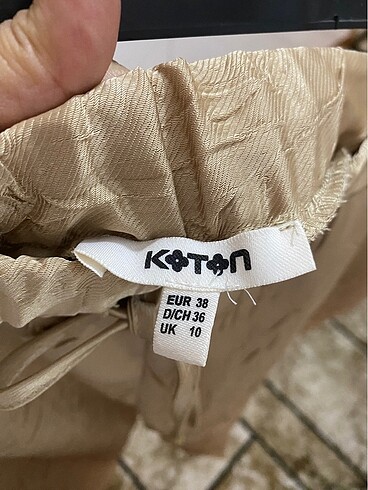 KOTON
EUR 38
D/CH 36
UK 10